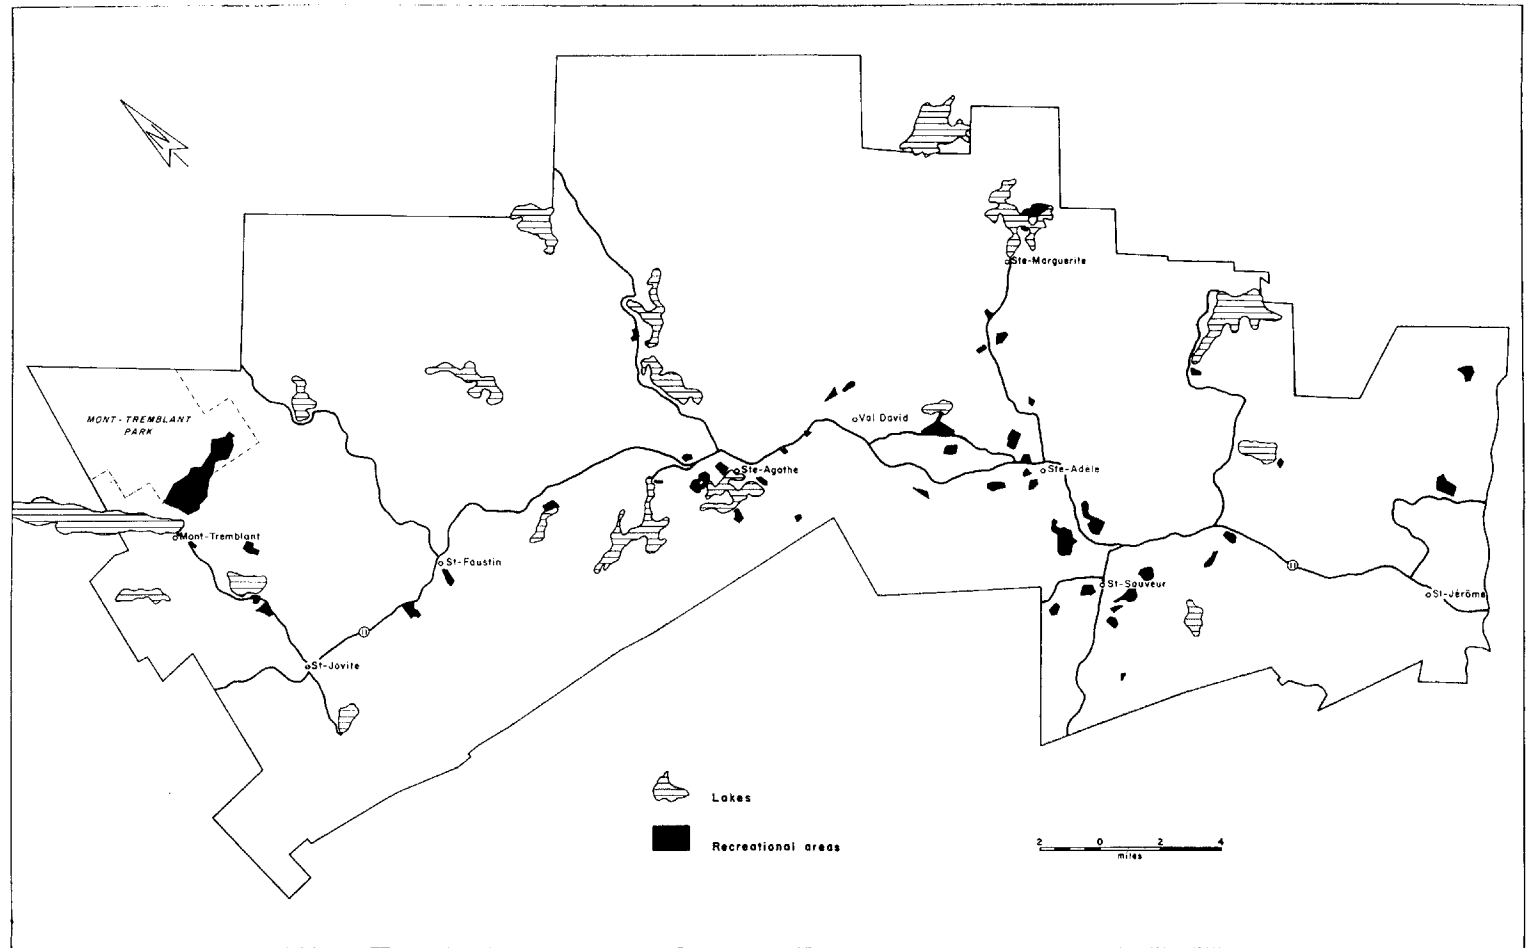 N
Ste-Marguerite
MONT-TREMBLANT
PARK
Val David
Ste-Agathe
Ste-Adèle
Mont-Tremblant
St-Faustin
11
St-Sauveur
St-Jérôme
11
St-Jovite
Lakes
Recreational areas
2 0 2 4
miles